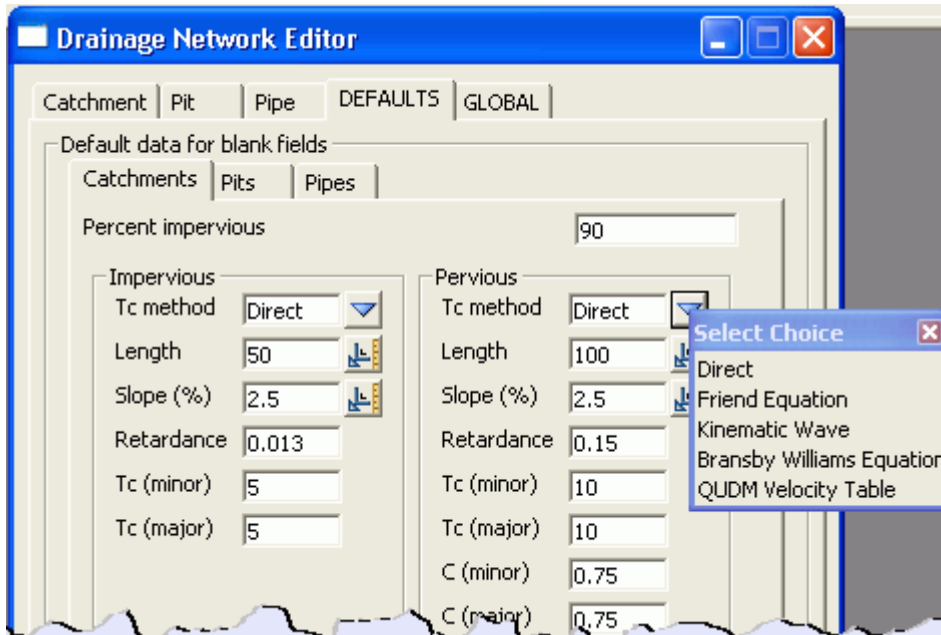 Drainage Network Editor
Catchment Pit Pipe DEFAULTS GLOBAL
Default data for blank fields
Catchments Pits Pipes
Percent impervious 90
Impervious
Tc method Direct
Length 50
Slope (%) 2.5
Retardance 0.013
Tc (minor) 5
Tc (major) 5
Pervious
Tc method Direct
Length 100
Slope (%) 2.5
Retardance 0.15
Tc (minor) 10
Tc (major) 10
C (minor) 0.75
C (major) 0.75
Select Choice
Direct
Friend Equation
Kinematic Wave
Bransby Williams Equation
QUDM Velocity Table